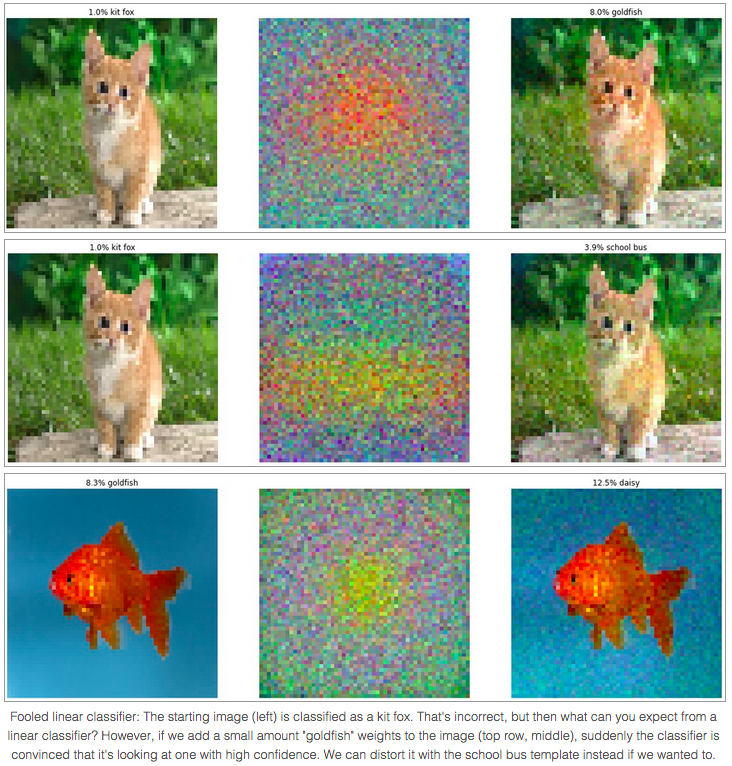 1.0% kit fox
8.0% goldfish
1.0% kit fox
3.9% school bus
8.3% goldfish
12.5% daisy
Fooled linear classifier: The starting image (left) is classified as a kit fox. That's incorrect, but then what can you expect from a
linear classifier? However, if we add a small amount "goldfish" weights to the image (top row, middle), suddenly the classifier is
convinced that it's looking at one with high confidence. We can distort it with the school bus template instead if we wanted to.